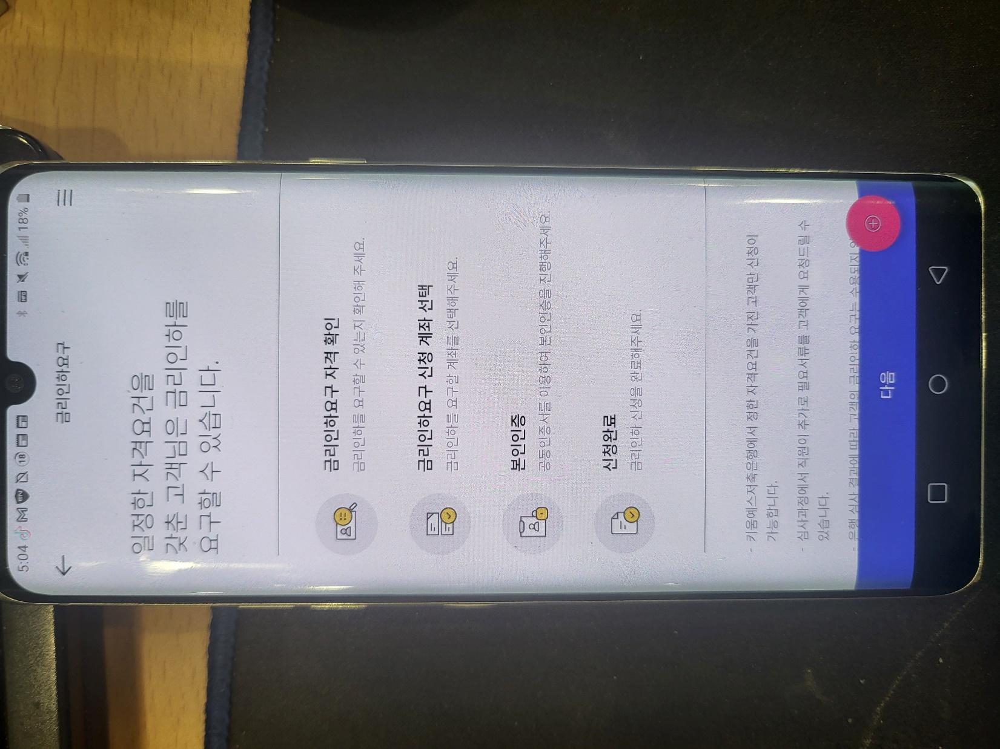 5:04 18 18%
금리인하요구
일정한 자격요건을
갖춘 고객님은 금리인하를
요구할 수 있습니다.
금리인하요구 자격 확인
금리인하를 요구할 수 있는지 확인해 주세요.
금리인하요구 신청 계좌 선택
금리인하를 요구할 계좌를 선택해주세요.
본인인증
공동인증서를 이용하여 본인인증을 진행해주세요.
신청완료
금리인하 신청을 완료해주세요.
- 키움예스저축은행에서 정한 자격요건을 가진 고객만 신청이
가능합니다.
- 심사과정에서 직원이 추가로 필요서류를 고객에게 요청드릴 수
있습니다.
- 은행 심사 결과에 따라 고객의 금리인하 요구는
다음